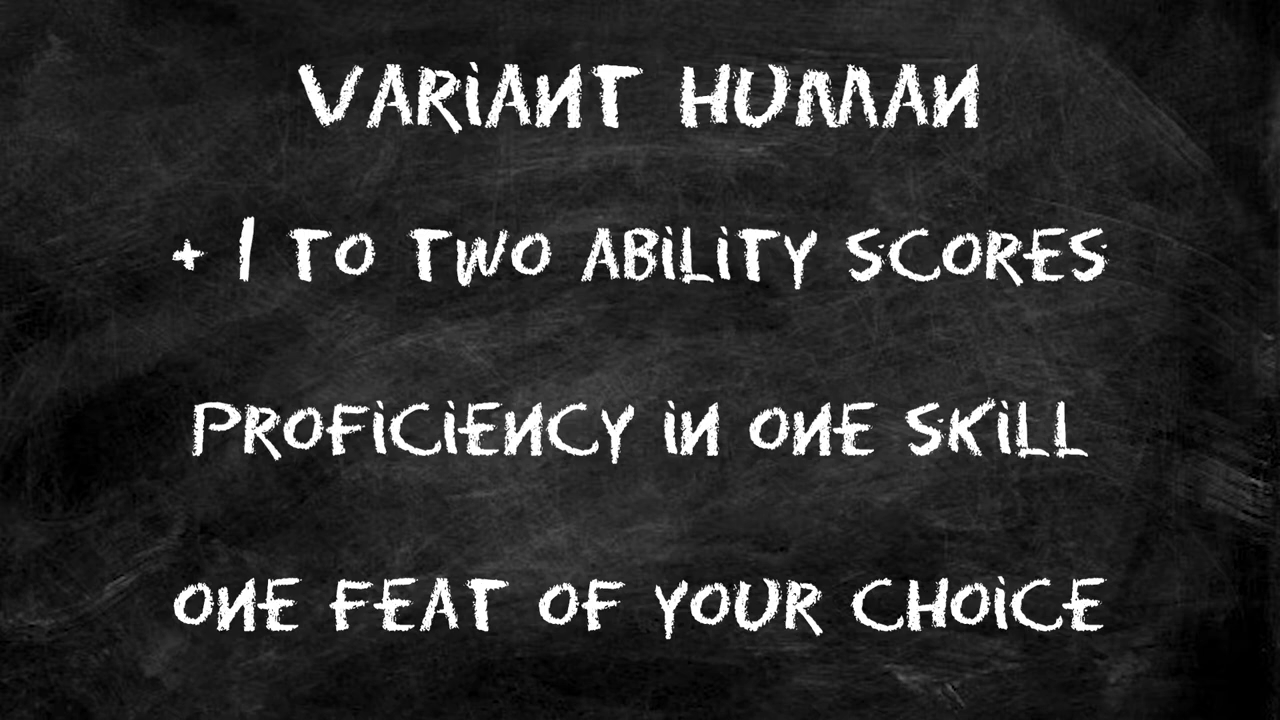 VARIANT HUMAN
+ 1 TO TWO ABILITY SCORES
PROFICIENCY IN ONE SKILL
ONE FEAT OF YOUR CHOICE